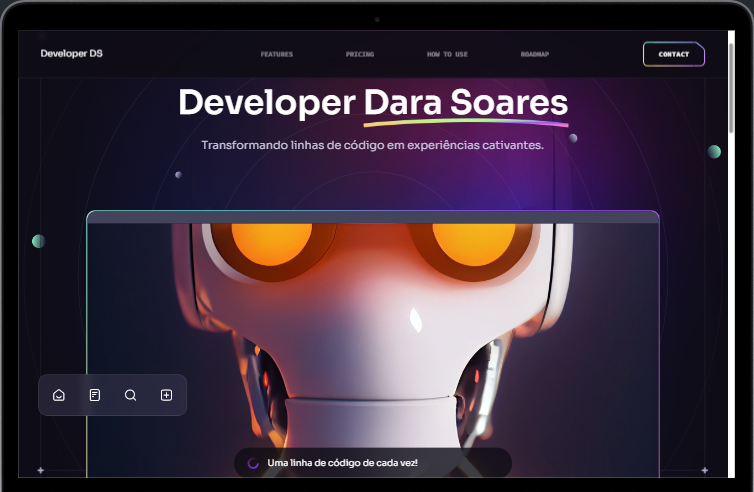 Developer DS
FEATURES
PRICING
HOW TO USE
ROADMAP
CONTACT
Developer Dara Soares
Transformando linhas de código em experiências cativantes.
Uma linha de código de cada vez!